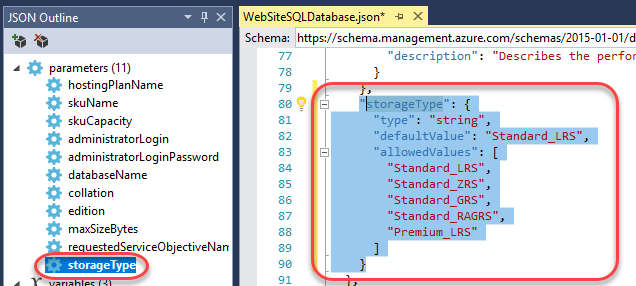 JSON Outline
parameters (11)
hostingPlanName
skuName
skuCapacity
administratorLogin
administratorLoginPassword
databaseName
collation
edition
maxSizeBytes
requestedServiceObjectiveNam
storageType
variables (3)
WebSiteSQLDatabase.json*
Schema: https://schema.management.azure.com/schemas/2015-01-01/d
77 "description": "Describes the perfor
78 }
79 },
80 "storageType": {
81 "type": "string",
82 "defaultValue": "Standard_LRS",
83 "allowedValues": [
84 "Standard_LRS",
85 "Standard_ZRS",
86 "Standard_GRS",
87 "Standard_RAGRS",
88 "Premium_LRS"
89 ]
90 }
91 },